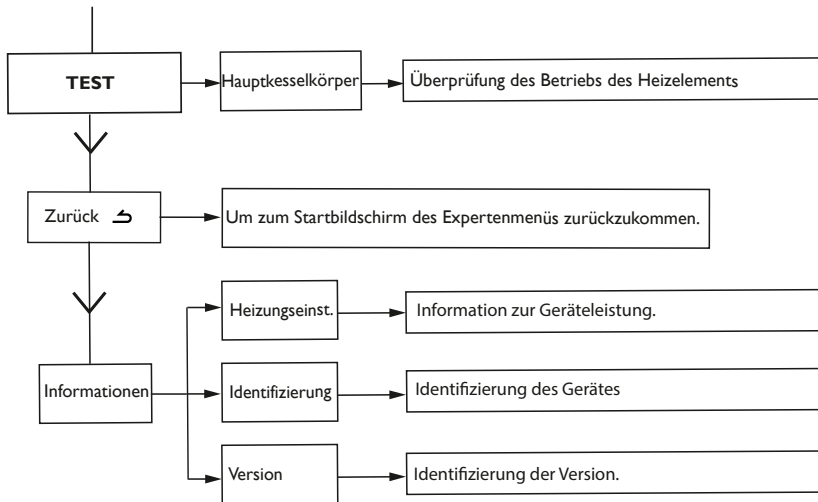 TEST
Hauptkesselkörper
Überprüfung des Betriebs des Heizelements
Zurück
Um zum Startbildschirm des Expertenmenüs zurückzukommen.
Heizungseinst.
Information zur Geräteleistung.
Informationen
Identifizierung
Identifizierung des Gerätes
Version
Identifizierung der Version.